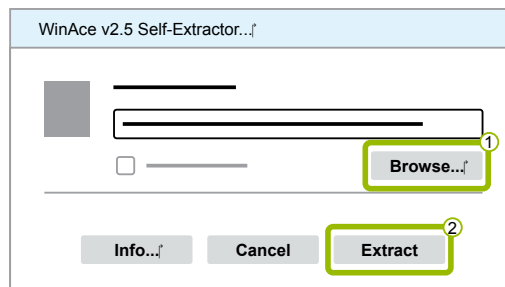 WinAce v2.5 Self-Extractor...
1
Browse...
2
Info...
Cancel
Extract